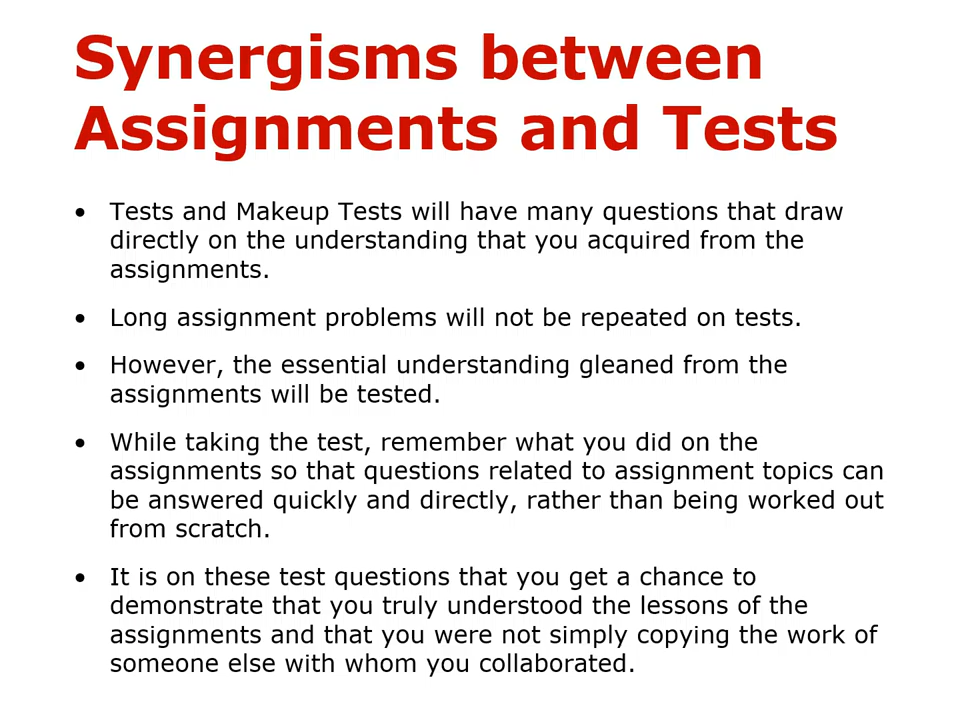 Synergisms between
Assignments and Tests
• Tests and Makeup Tests will have many questions that draw
directly on the understanding that you acquired from the
assignments.
• Long assignment problems will not be repeated on tests.
• However, the essential understanding gleaned from the
assignments will be tested.
• While taking the test, remember what you did on the
assignments so that questions related to assignment topics can
be answered quickly and directly, rather than being worked out
from scratch.
• It is on these test questions that you get a chance to
demonstrate that you truly understood the lessons of the
assignments and that you were not simply copying the work of
someone else with whom you collaborated.